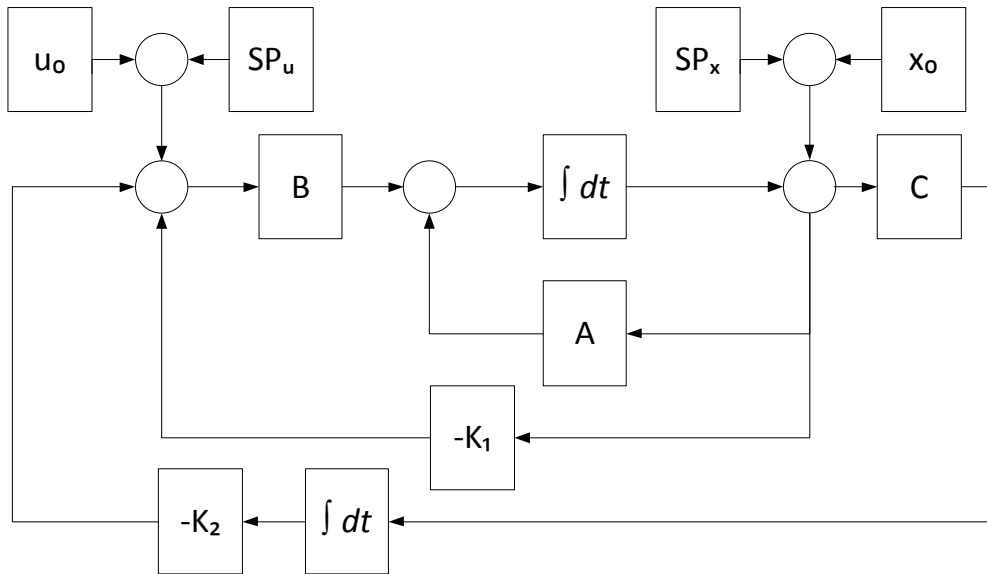 u₀
SPᵤ
SPₓ
x₀
B
∫ dt
C
A
-K₁
-K₂
∫ dt